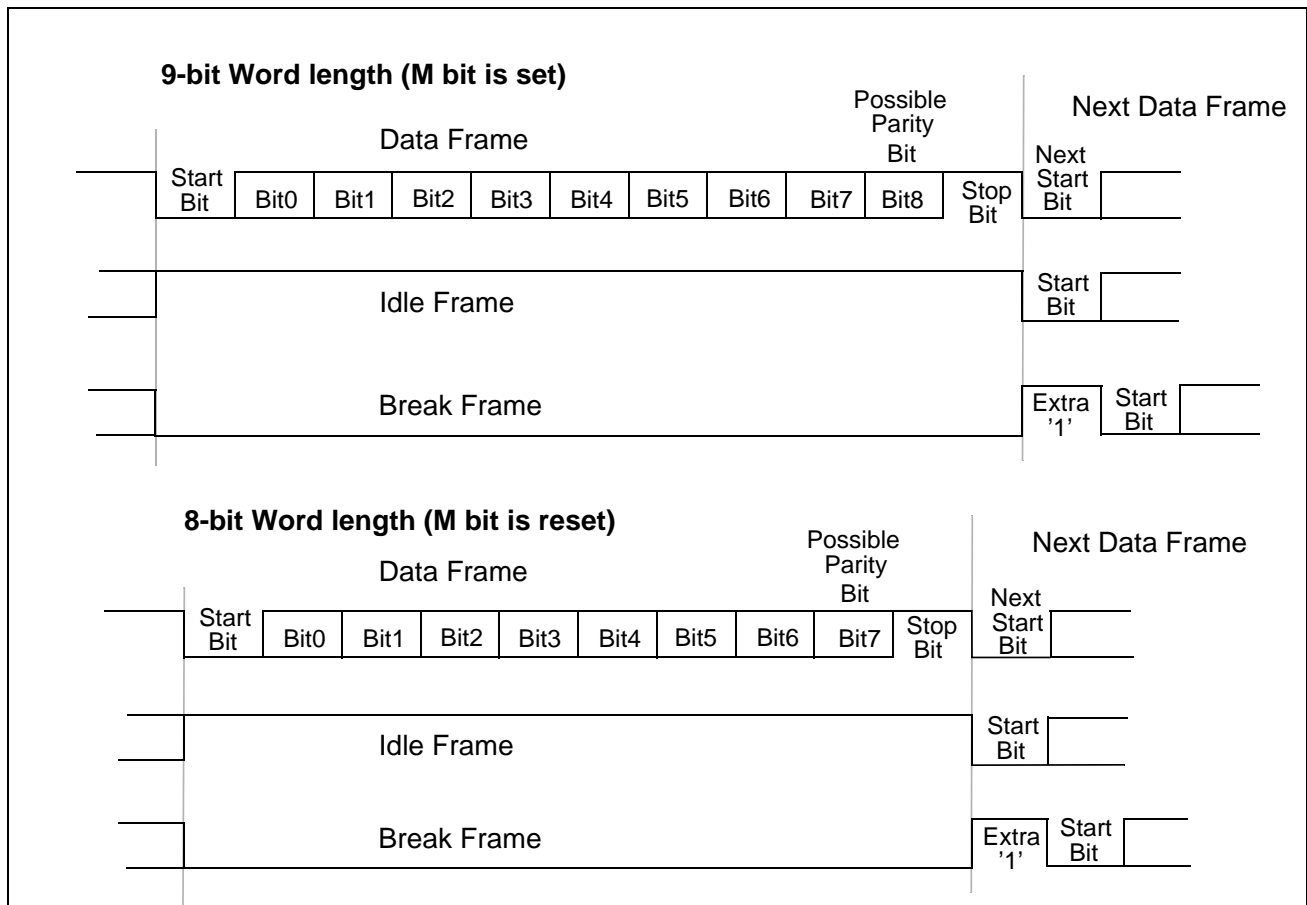 9-bit Word length (M bit is set)
Possible
Parity
Bit
Next Data Frame
Data Frame
Start
Bit
Bit0 Bit1 Bit2 Bit3 Bit4 Bit5 Bit6 Bit7 Bit8
Stop
Bit
Next
Start
Bit
Idle Frame
Start
Bit
Break Frame
Extra
’1’
Start
Bit
8-bit Word length (M bit is reset)
Possible
Parity
Bit
Next Data Frame
Data Frame
Start
Bit
Bit0 Bit1 Bit2 Bit3 Bit4 Bit5 Bit6 Bit7
Stop
Bit
Next
Start
Bit
Idle Frame
Start
Bit
Break Frame
Extra
’1’
Start
Bit